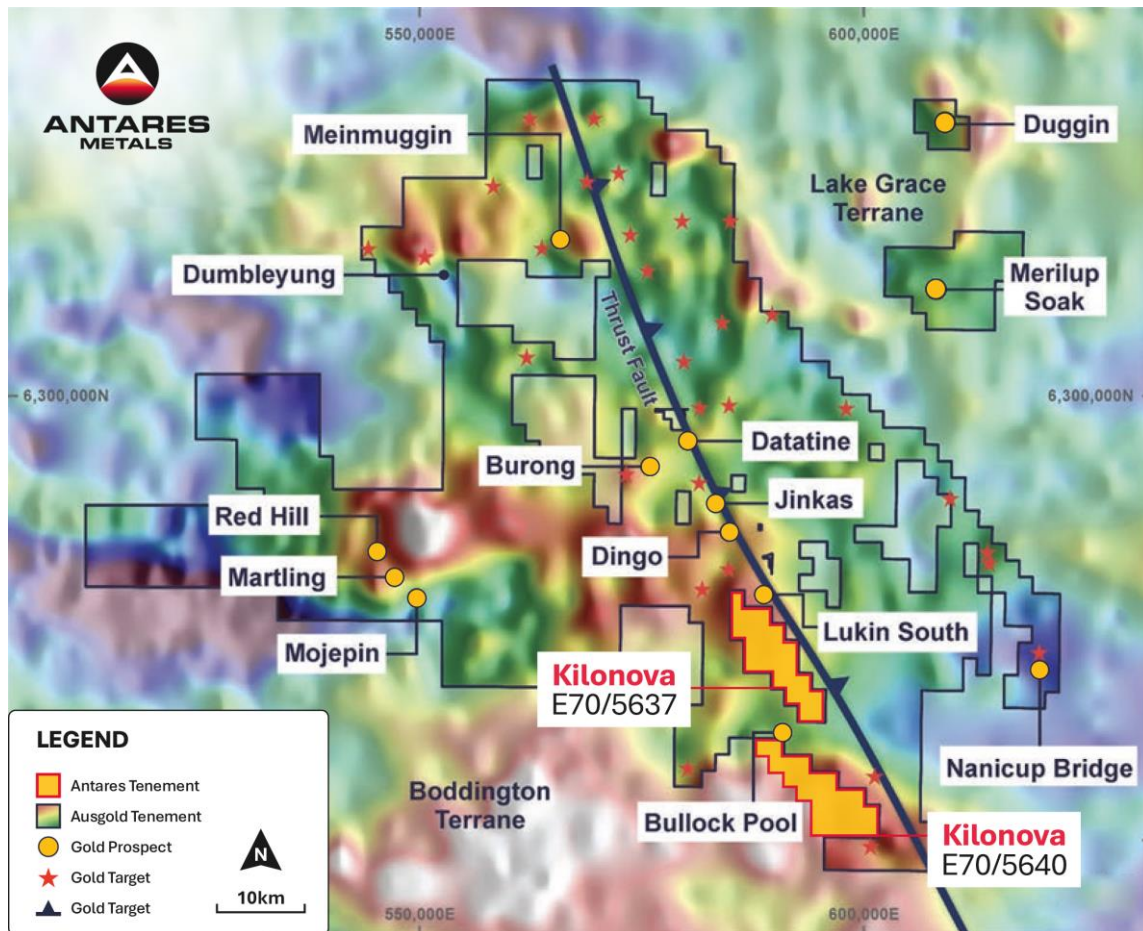 550,000E
600,000E
ANTARES
METALS
Meinmuggin
Duggin
Lake Grace
Terrane
Dumbleyung
Merilup
Soak
Thrust Fault
6,300,000N
6,300,000N
Datatine
Burong
Jinkas
Red Hill
Dingo
Martling
Lukin South
Mojepin
Kilonova
E70/5637
LEGEND
Antares Tenement
Ausgold Tenement
Gold Prospect
Gold Target
Gold Target
N
10km
Boddington
Terrane
Bullock Pool
Nanicup Bridge
Kilonova
E70/5640
550,000E
600,000E